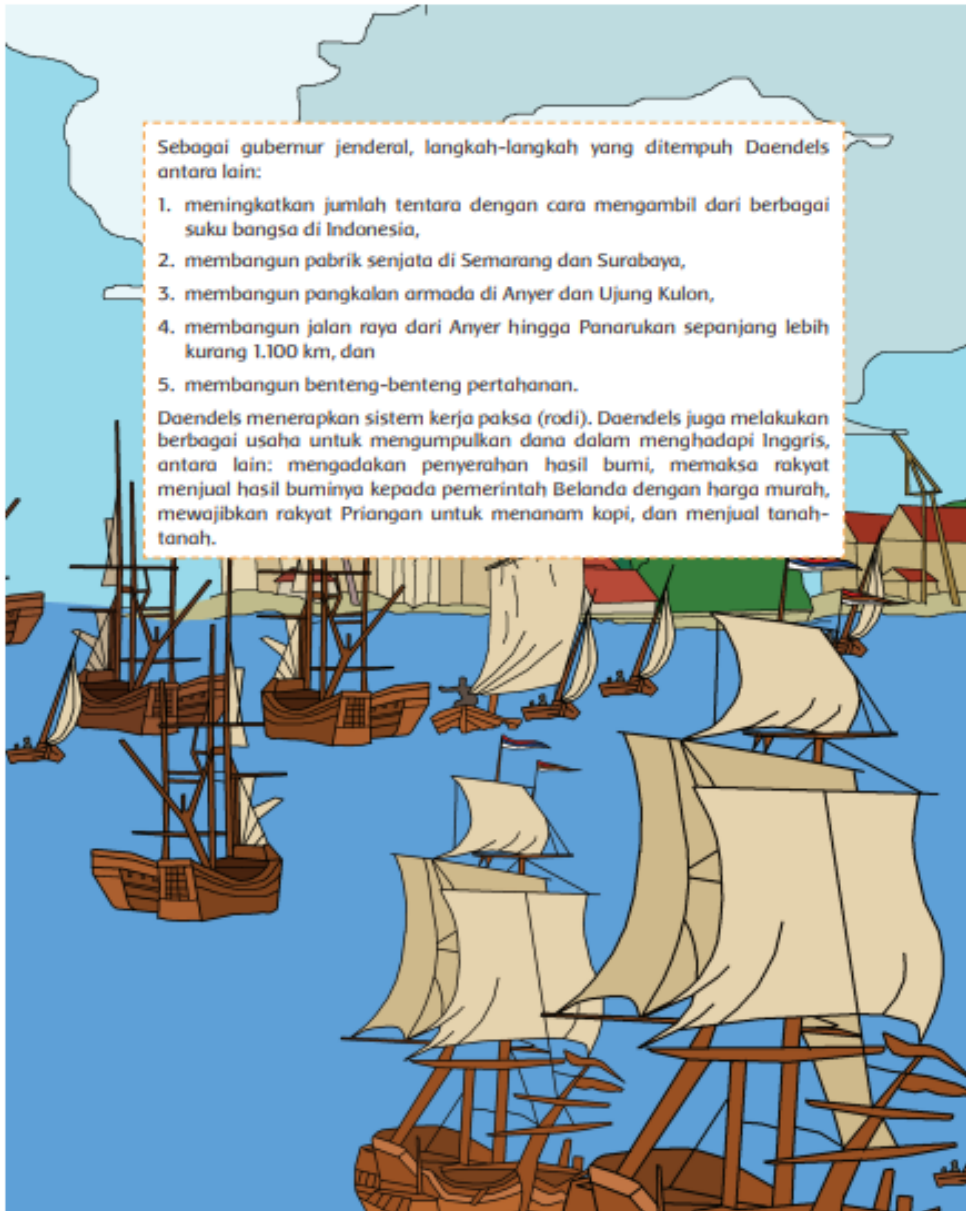 Sebagai gubernur jenderal, langkah-langkah yang ditempuh Daendels
antara lain:
1. meningkatkan jumlah tentara dengan cara mengambil dari berbagai
suku bangsa di Indonesia,
2. membangun pabrik senjata di Semarang dan Surabaya,
3. membangun pangkalan armada di Anyer dan Ujung Kulon,
4. membangun jalan raya dari Anyer hingga Panarukan sepanjang lebih
kurang 1.100 km, dan
5. membangun benteng-benteng pertahanan.
Daendels menerapkan sistem kerja paksa (rodi). Daendels juga melakukan
berbagai usaha untuk mengumpulkan dana dalam menghadapi Inggris,
antara lain: mengadakan penyerahan hasil bumi, memaksa rakyat
menjual hasil buminya kepada pemerintah Belanda dengan harga murah,
mewajibkan rakyat Priangan untuk menanam kopi, dan menjual tanah-
tanah.